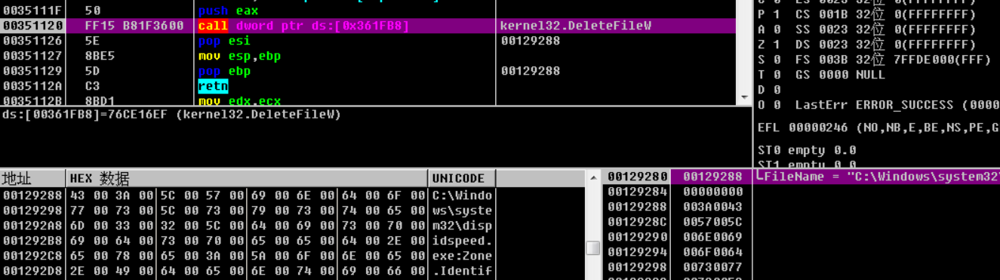 0035111F 50 push eax
00351120 FF15 B81F3600 call dword ptr ds:[0x361FB8] kernel32.DeleteFileW
00351126 5E pop esi 00129288
00351127 8BE5 mov esp,ebp
00351129 5D pop ebp 00129288
0035112A C3 retn
0035112B 8BD1 mov edx,ecx
ds:[00361FB8]=76CE16EF (kernel32.DeleteFileW)
P 1 CS 001B 32位 0(FFFFFFFF)
A 0 SS 0023 32位 0(FFFFFFFF)
Z 1 DS 0023 32位 0(FFFFFFFF)
S 0 FS 003B 32位 7FFDE000(FFF)
T 0 GS 0000 NULL
D 0
O 0 LastErr ERROR_SUCCESS (0000
EFL 00000246 (NO,NB,E,BE,NS,PE,G
ST0 empty 0.0
ST1 empty 0.0
地址 HEX 数据 UNICODE
00129288 43 00 3A 00 5C 00 57 00 69 00 6E 00 64 00 6F 00 C:\Windo
00129298 77 00 73 00 5C 00 73 00 79 00 73 00 74 00 65 00 ws\syste
001292A8 6D 00 33 00 32 00 5C 00 64 00 69 00 73 00 70 00 m32\disp
001292B8 69 00 64 00 73 00 70 00 65 00 65 00 64 00 2E 00 idspeed.
001292C8 65 00 78 00 65 00 3A 00 5A 00 6F 00 6E 00 65 00 exe:Zone
001292D8 2E 00 49 00 64 00 65 00 6E 00 74 00 69 00 66 00 .Identif
00129280 00129288 FileName = "C:\Windows\system32\
00129284 00000000
00129288 003A0043
0012928C 0057005C
00129290 006E0069
00129294 006F0064
00129298 00730077